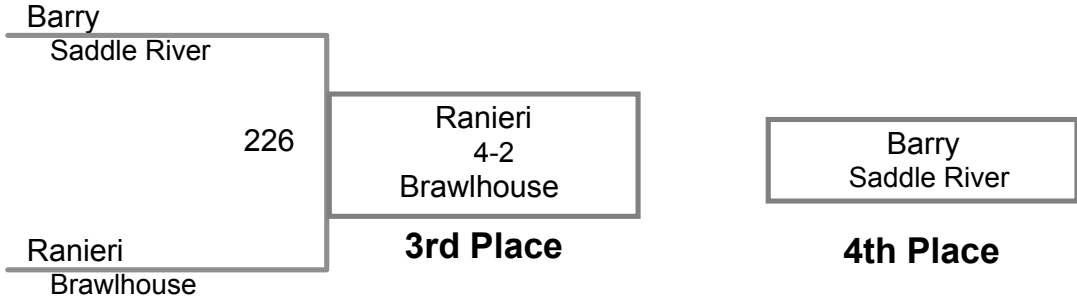 Barry
Saddle River
226
Ranieri
4-2
Brawlhouse
3rd Place
Ranieri
Brawlhouse
Barry
Saddle River
4th Place